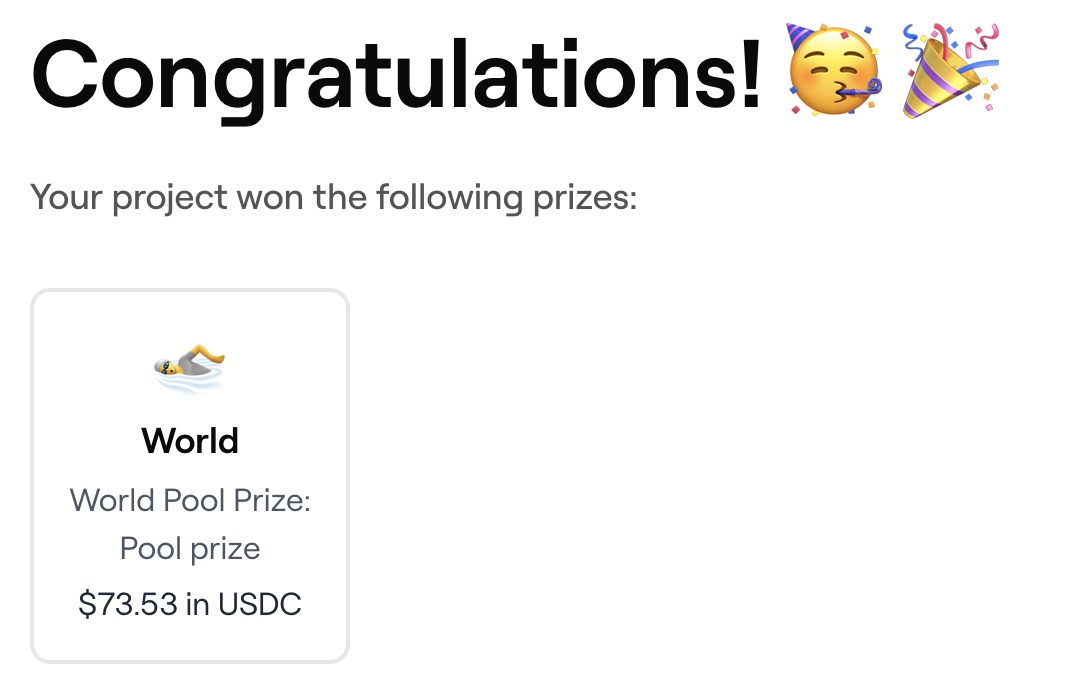 Congratulations! 🥳 🎉
Your project won the following prizes:
World
World Pool Prize:
Pool prize
$73.53 in USDC